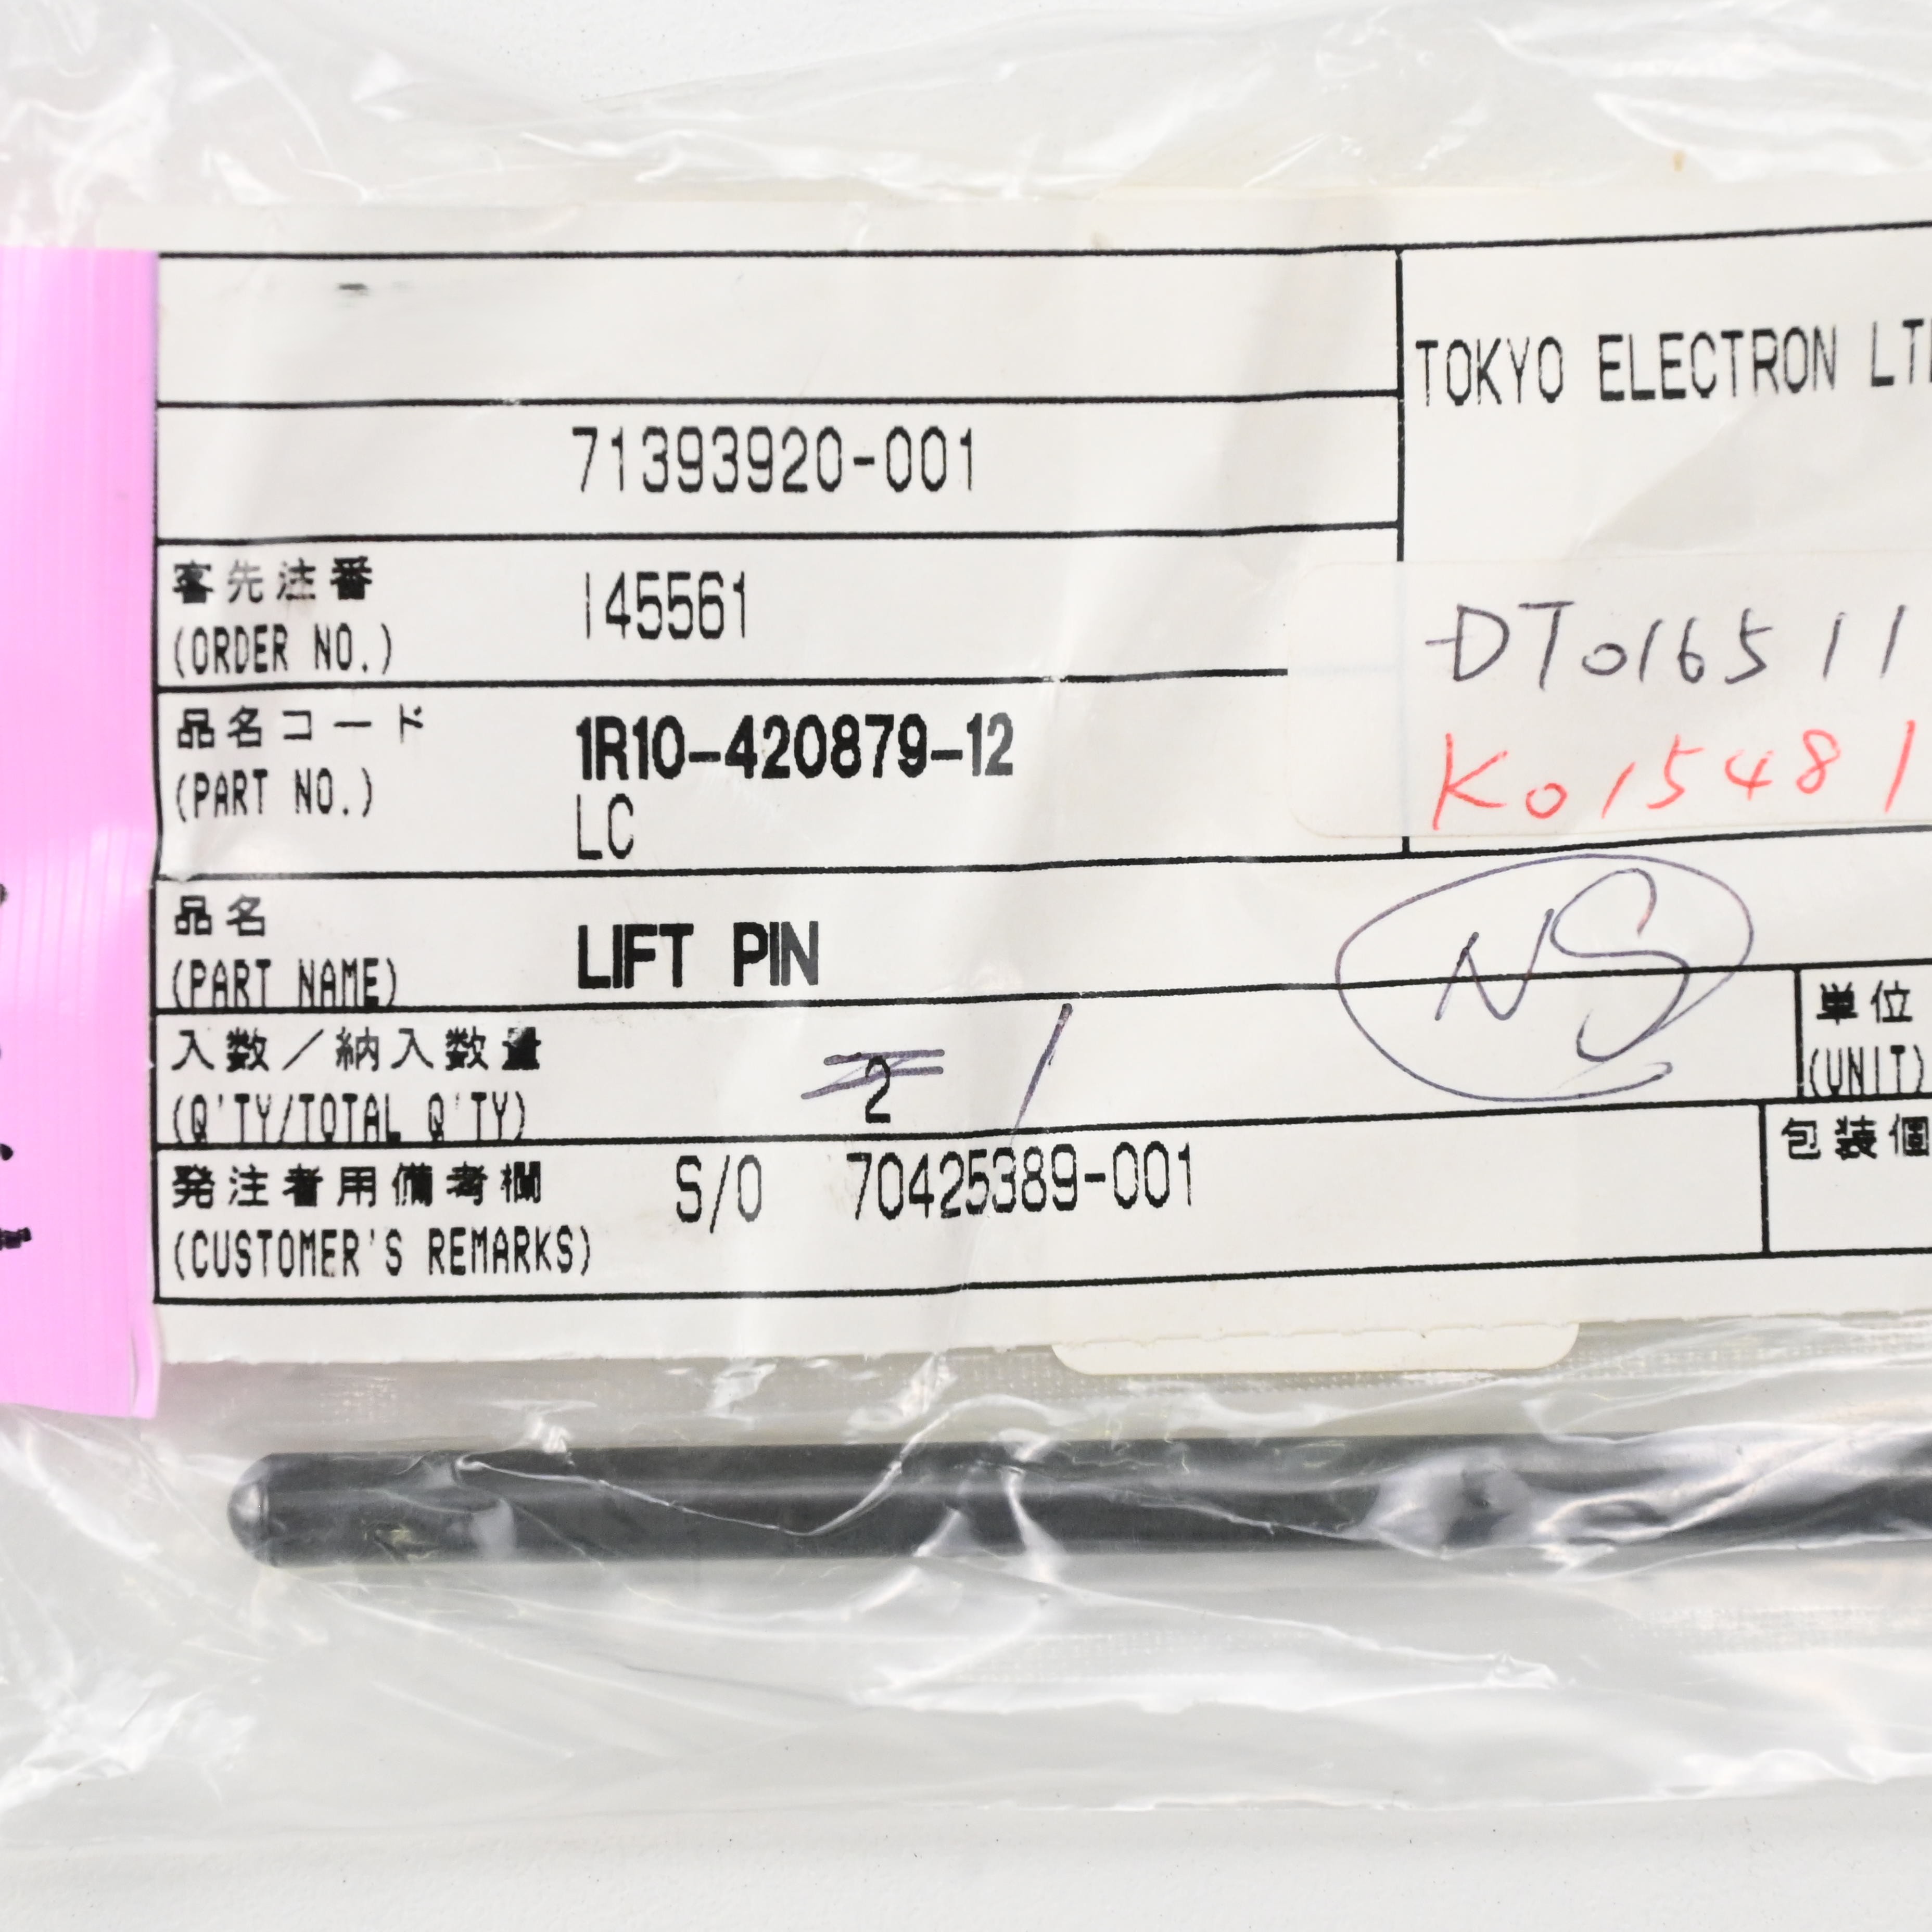 TOKYO ELECTRON LT
71393920-001
客先注番
(ORDER NO.)
145561
DT016511
K015481
品名コード
(PART NO.)
1R10-420879-12
LC
品名
(PART NAME)
LIFT PIN
NS
入数/納入数量
(Q'TY/TOTAL Q'TY)
2 1
単位
(UNIT)
発注者用備考欄
(CUSTOMER'S REMARKS)
S/O 70425389-001
包装個